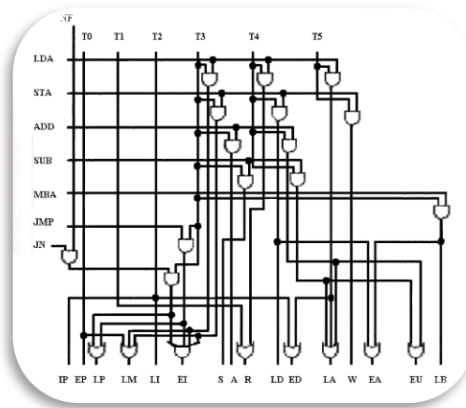 NF
T0 T1 T2 T3 T4 T5
LDA
STA
ADD
SUB
MBA
JMP
JN
IP EP LP LM LI EI S A R LD ED LA W EA EU LB